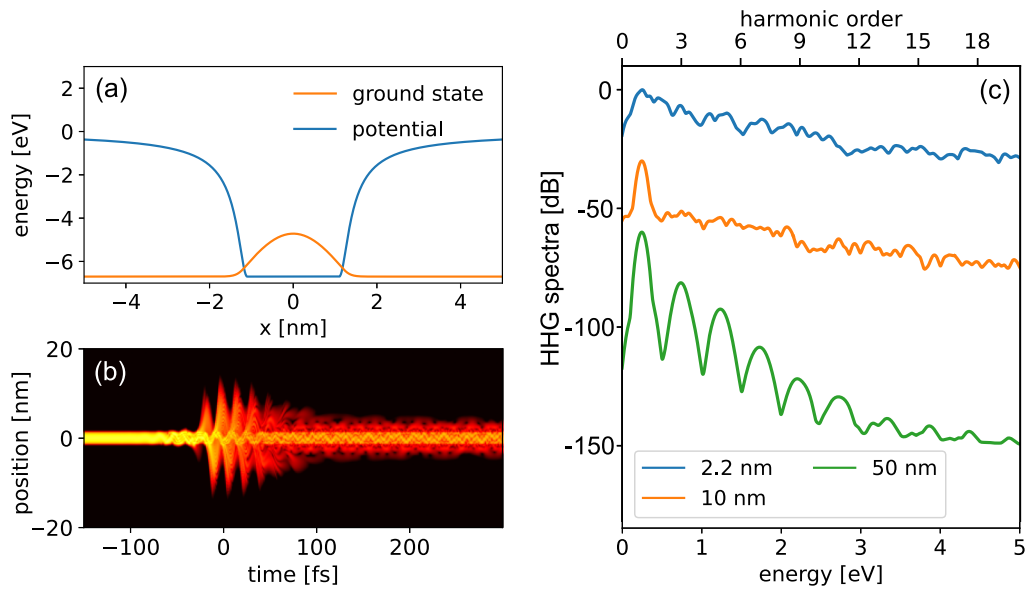 (a)
ground state
potential
energy [eV]
2
0
−2
−4
−6
−4
−2
0
2
4
x [nm]
(b)
position [nm]
20
0
−20
−100
0
100
200
time [fs]
harmonic order
0
3
6
9
12
15
18
(c)
HHG spectra [dB]
0
-50
-100
-150
2.2 nm
10 nm
50 nm
0
1
2
3
4
5
energy [eV]